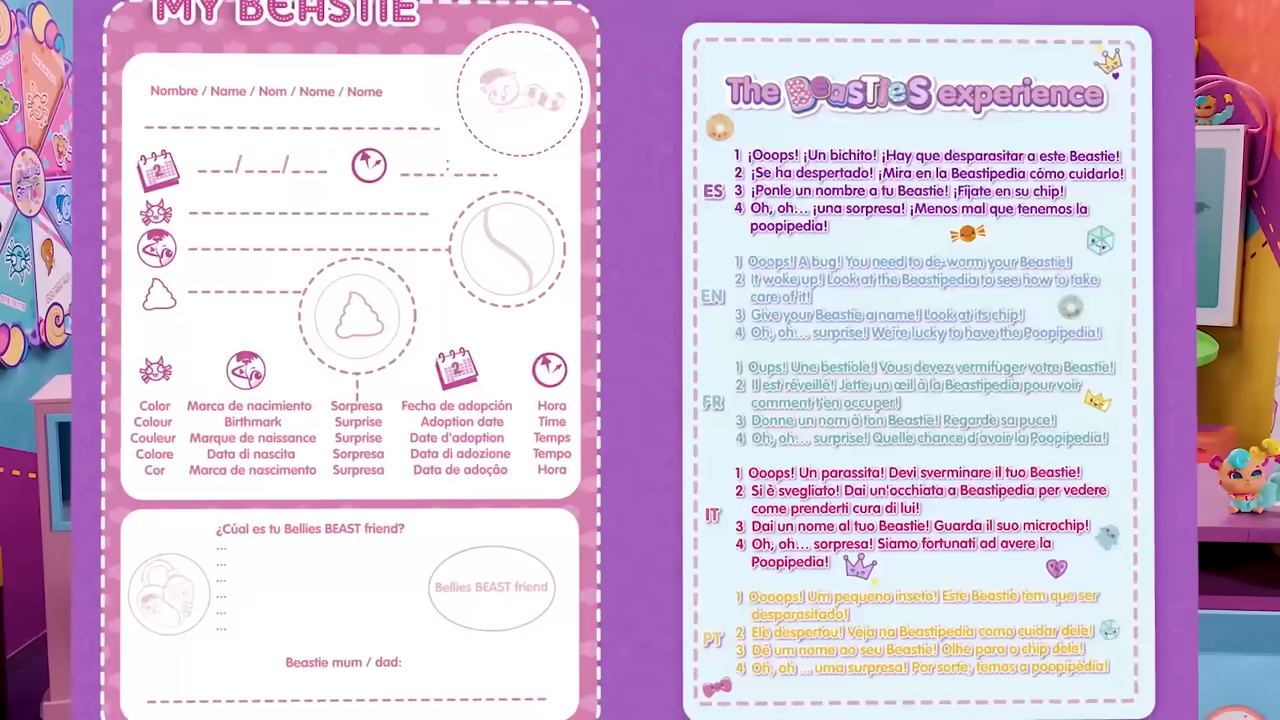 MY BEASTIE
Nombre / Name / Nom / Nome / Nome
Color
Colour
Couleur
Colore
Cor
Marca de nacimiento
Birthmark
Marque de naissance
Data di nascita
Marca de nascimento
Sorpresa
Surprise
Surprise
Sorpresa
Surpresa
Fecha de adopción
Adoption date
Date d'adoption
Data di adozione
Data de adoção
Hora
Time
Temps
Tempo
Hora
¿Cúal es tu Bellies BEAST friend?
...
...
...
...
...
...
Bellies BEAST friend
Beastie mum / dad:
The BeasTIeS experience
ES
1 ¡Ooops! ¡Un bichito! ¡Hay que desparasitar a este Beastie!
2 ¡Se ha despertado! ¡Mira en la Beastipedia cómo cuidarlo!
3 ¡Ponle un nombre a tu Beastie! ¡Fíjate en su chip!
4 Oh, oh... ¡una sorpresa! ¡Menos mal que tenemos la
poopipedia!
EN
1 Ooops! A bug! You need to de-worm your Beastie!
2 It woke up! Look at the Beastipedia to see how to take
care of it!
3 Give your Beastie a name! Look at its chip!
4 Oh, oh... surprise! We're lucky to have the Poopipedia!
FR
1 Oups! Une bestiole! Vous devez vermifuger votre Beastie!
2 Il est réveillé! Jette un œil à la Beastipedia pour voir
comment t'en occuper!
3 Donne un nom à ton Beastie! Regarde sa puce!
4 Oh, oh... surprise! Quelle chance d'avoir la Poopipedia!
IT
1 Ooops! Un parassita! Devi sverminare il tuo Beastie!
2 Si è svegliato! Dai un'occhiata a Beastipedia per vedere
come prenderti cura di lui!
3 Dai un nome al tuo Beastie! Guarda il suo microchip!
4 Oh, oh... sorpresa! Siamo fortunati ad avere la
Poopipedia!
PT
1 Oooops! Um pequeno inseto! Este Beastie tem que ser
desparasitado!
2 Ele despertou! Veja na Beastipedia como cuidar dele!
3 Dê um nome ao seu Beastie! Olhe para o chip dele!
4 Oh, oh ... uma surpresa! Por sorte, temos a poopipédia!